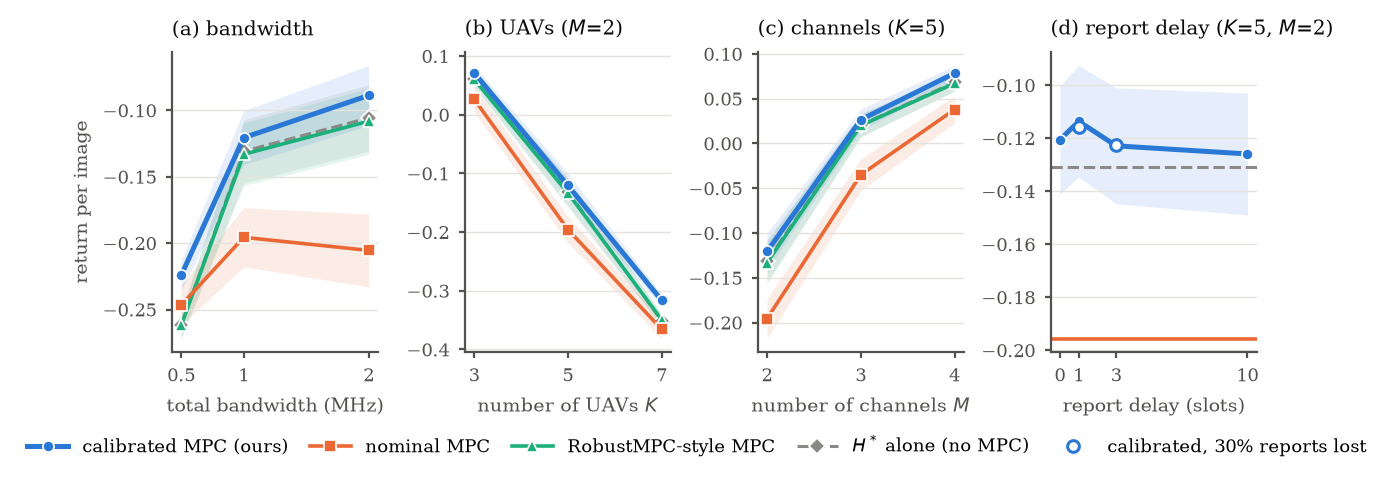 (a) bandwidth
(b) UAVs (M=2)
(c) channels (K=5)
(d) report delay (K=5, M=2)
return per image
−0.10
−0.15
−0.20
−0.25
0.5 1 2
total bandwidth (MHz)
0.1
0.0
−0.1
−0.2
−0.3
−0.4
3 5 7
number of UAVs K
0.10
0.05
0.00
−0.05
−0.10
−0.15
−0.20
2 3 4
number of channels M
−0.10
−0.12
−0.14
−0.16
−0.18
−0.20
0 1 3 10
report delay (slots)
calibrated MPC (ours)
nominal MPC
RobustMPC-style MPC
H* alone (no MPC)
calibrated, 30% reports lost